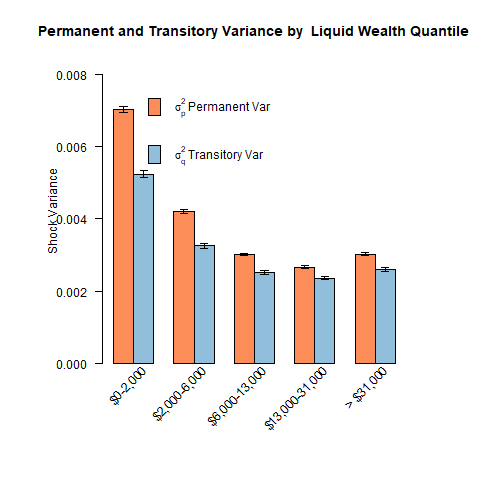 Permanent and Transitory Variance by  Liquid Wealth Quantile
Shock Variance
0.008
0.006
0.004
0.002
0.000
σ²ₚ Permanent Var
σ²q Transitory Var
$0-2,000
$2,000-6,000
$6,000-13,000
$13,000-31,000
> $31,000